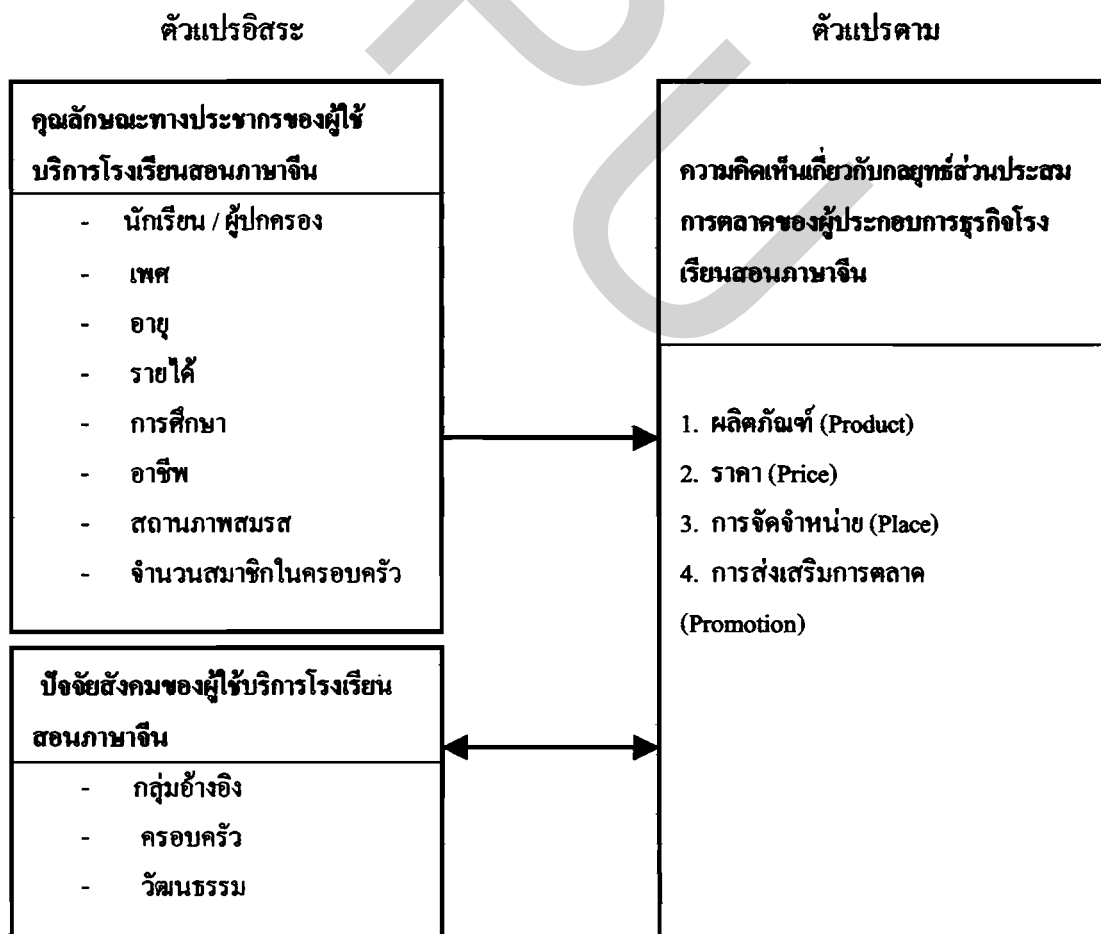 ตัวแปรอิสระ
ตัวแปรตาม
คุณลักษณะทางประชากรของผู้ใช้
บริการโรงเรียนสอนภาษาจีน
- นักเรียน / ผู้ปกครอง
- เพศ
- อายุ
- รายได้
- การศึกษา
- อาชีพ
- สถานภาพสมรส
- จำนวนสมาชิกในครอบครัว
ปัจจัยสังคมของผู้ใช้บริการโรงเรียน
สอนภาษาจีน
- กลุ่มอ้างอิง
- ครอบครัว
- วัฒนธรรม
ความคิดเห็นเกี่ยวกับกลยุทธ์ส่วนประสม
การตลาดของผู้ประกอบการธุรกิจโรง
เรียนสอนภาษาจีน
1. ผลิตภัณฑ์ (Product)
2. ราคา (Price)
3. การจัดจำหน่าย (Place)
4. การส่งเสริมการตลาด
(Promotion)